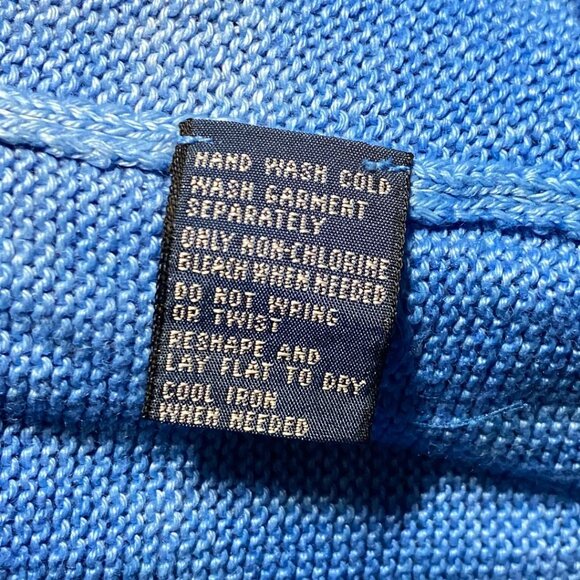 HAND WASH COLD
WASH GARMENT
SEPARATELY
ONLY NON-CHLORINE
BLEACH WHEN NEEDED
DO NOT WRING
OR TWIST
RESHAPE AND
LAY FLAT TO DRY
COOL IRON
WHEN NEEDED